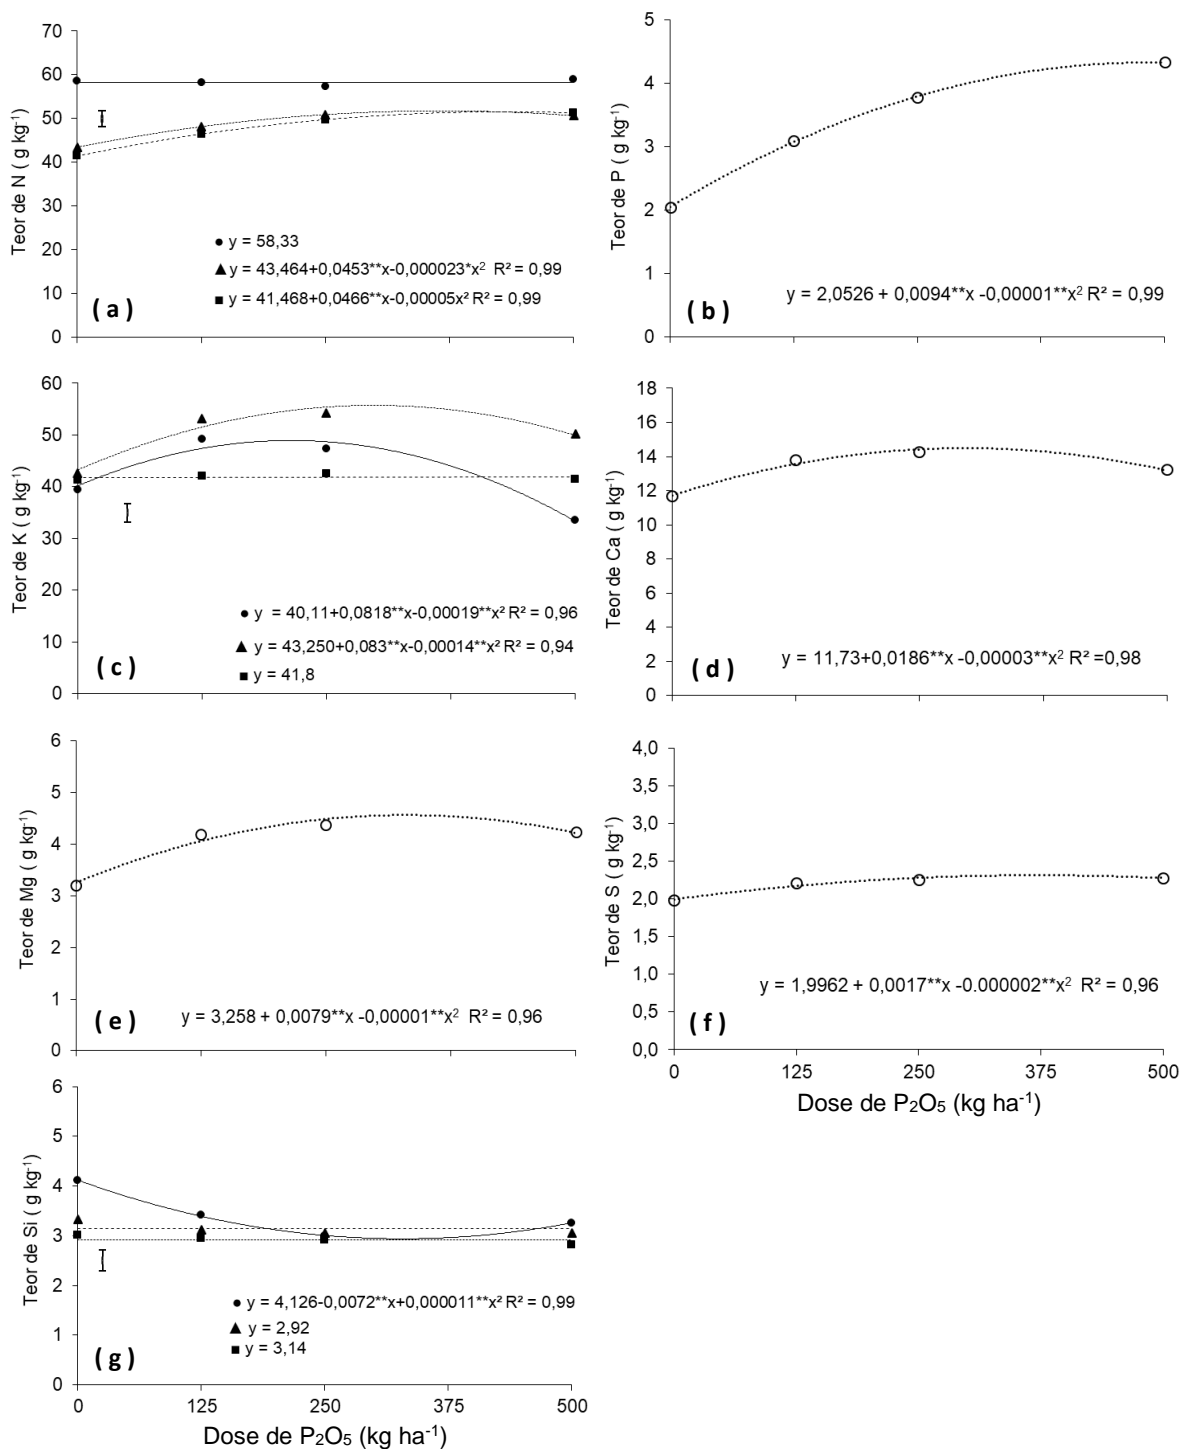 70
60
50
40
30
20
10
0
Teor de N ( g kg⁻¹)
● y = 58,33
▲ y = 43,464+0,0453**x-0,000023*x² R² = 0,99
■ y = 41,468+0,0466**x-0,00005x² R² = 0,99
( a )
5
4
3
2
1
0
Teor de P ( g kg⁻¹)
y = 2,0526 + 0,0094**x -0,00001**x² R² = 0,99
( b )
60
50
40
30
20
10
0
Teor de K ( g kg⁻¹)
● y = 40,11+0,0818**x-0,00019**x² R² = 0,96
▲ y = 43,250+0,083**x-0,00014**x² R² = 0,94
■ y = 41,8
( c )
18
16
14
12
10
8
6
4
2
0
Teor de Ca ( g kg⁻¹)
y = 11,73+0,0186**x -0,00003**x² R² =0,98
( d )
6
5
4
3
2
1
0
Teor de Mg ( g kg⁻¹)
y = 3,258 + 0,0079**x -0,00001**x² R² = 0,96
( e )
4,0
3,5
3,0
2,5
2,0
1,5
1,0
0,5
0,0
Teor de S ( g kg⁻¹)
y = 1,9962 + 0,0017**x -0.000002**x² R² = 0,96
( f )
0 125 250 375 500
Dose de P₂O₅ (kg ha⁻¹)
6
5
4
3
2
1
0
Teor de Si ( g kg⁻¹)
● y = 4,126-0,0072**x+0,000011**x² R² = 0,99
▲ y = 2,92
■ y = 3,14
( g )
0 125 250 375 500
Dose de P₂O₅ (kg ha⁻¹)